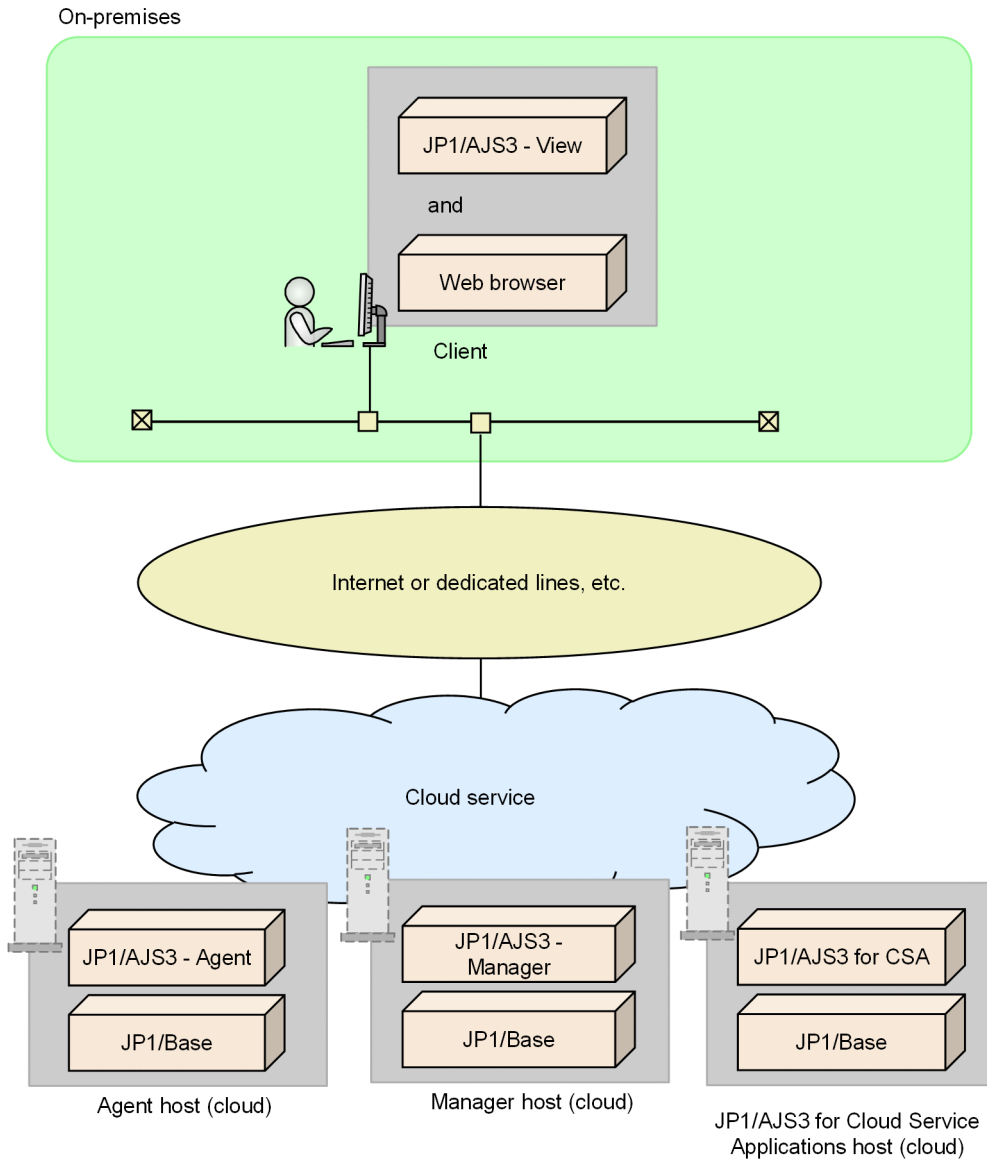 On-premises
JP1/AJS3 - View
and
Web browser
Client
Internet or dedicated lines, etc.
Cloud service
JP1/AJS3 - Agent
JP1/Base
Agent host (cloud)
JP1/AJS3 -
Manager
JP1/Base
Manager host (cloud)
JP1/AJS3 for CSA
JP1/Base
JP1/AJS3 for Cloud Service
Applications host (cloud)